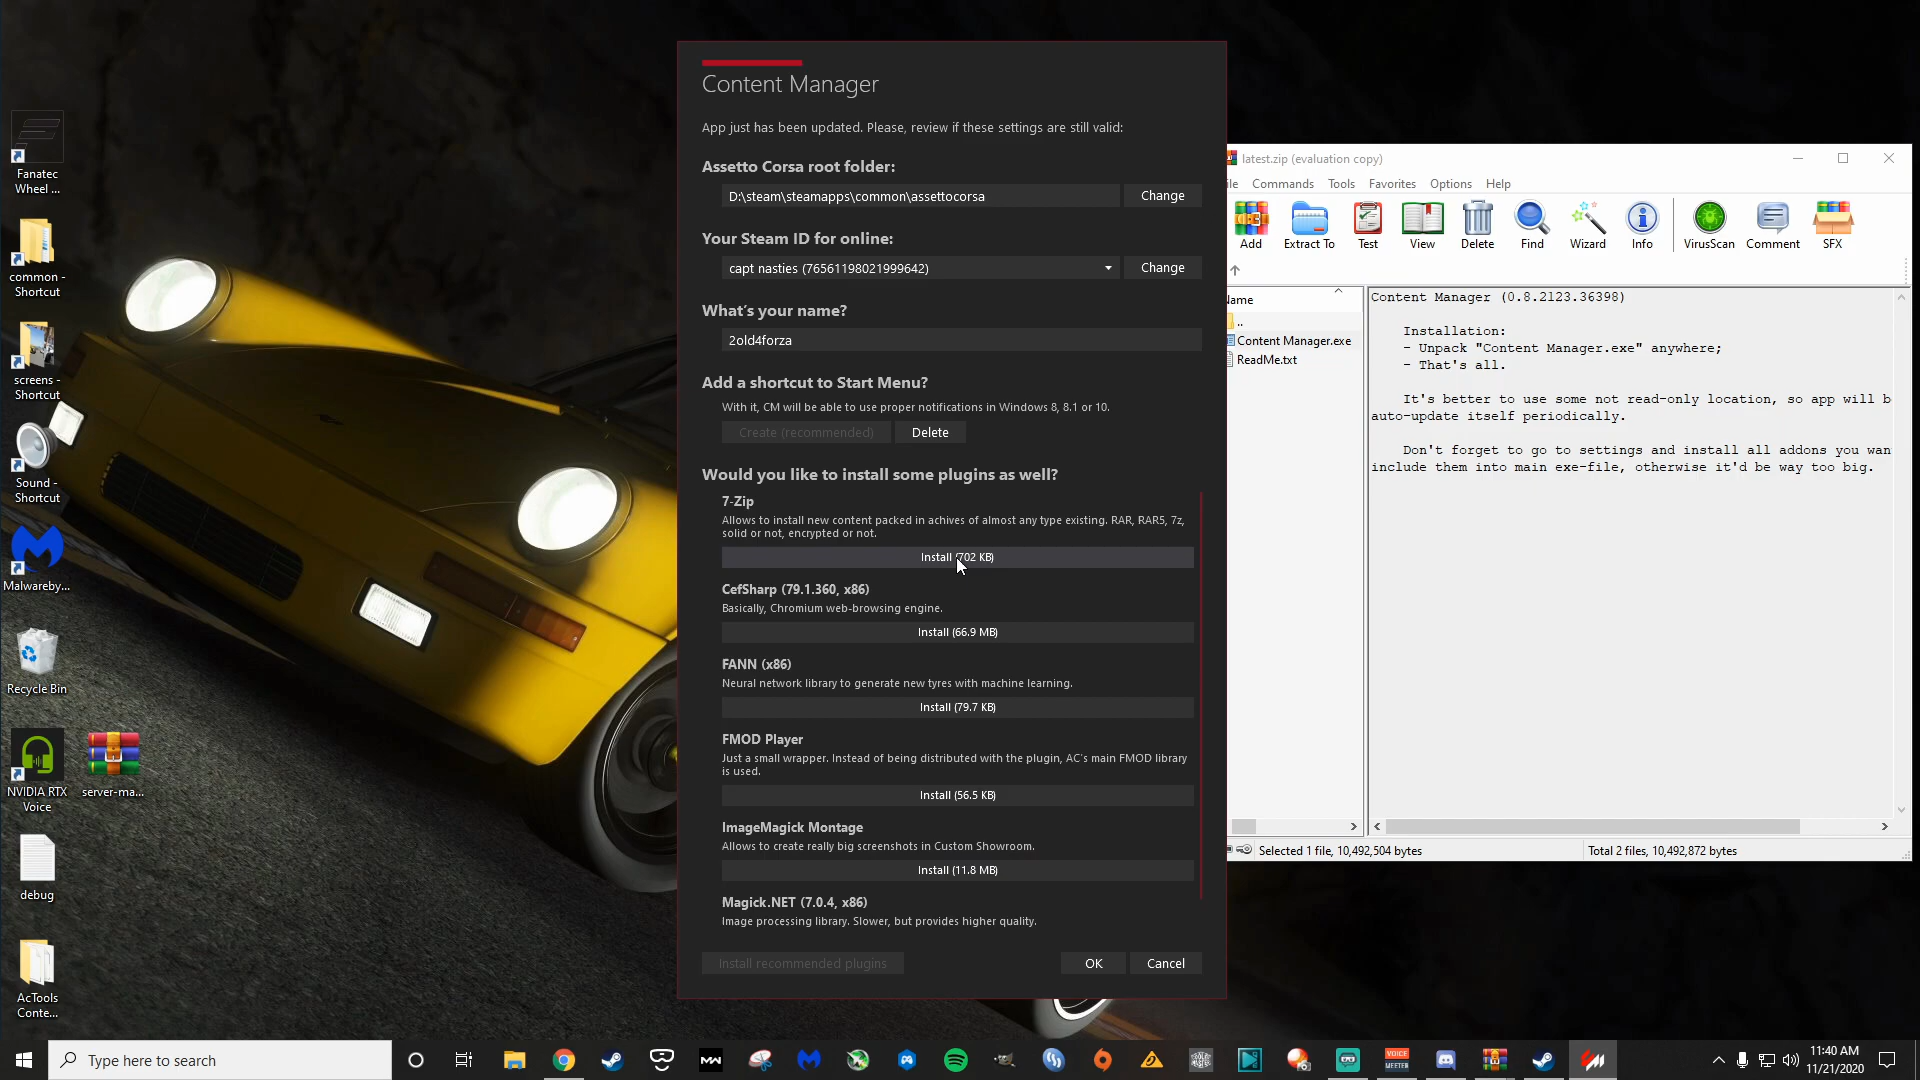 Content Manager
App just has been updated. Please, review if these settings are still valid:
Assetto Corsa root folder:
D:\steam\steamapps\common\assettocorsa
Change
Your Steam ID for online:
capt nasties (76561198021999642)
Change
What's your name?
2old4forza
Add a shortcut to Start Menu?
With it, CM will be able to use proper notifications in Windows 8, 8.1 or 10.
Create (recommended)
Delete
Would you like to install some plugins as well?
7-Zip
Allows to install new content packed in achives of almost any type existing. RAR, RAR5, 7z,
solid or not, encrypted or not.
Install (702 KB)
CefSharp (79.1.360, x86)
Basically, Chromium web-browsing engine.
Install (66.9 MB)
FANN (x86)
Neural network library to generate new tyres with machine learning.
Install (79.7 KB)
FMOD Player
Just a small wrapper. Instead of being distributed with the plugin, AC's main FMOD library
is used.
Install (56.5 KB)
ImageMagick Montage
Allows to create really big screenshots in Custom Showroom.
Install (11.8 MB)
Magick.NET (7.0.4, x86)
Image processing library. Slower, but provides higher quality.
Install recommended plugins
OK
Cancel
latest.zip (evaluation copy)
ile Commands Tools Favorites Options Help
Add Extract To Test View Delete Find Wizard Info VirusScan Comment SFX
Name
..
Content Manager.exe
ReadMe.txt
Content Manager (0.8.2123.36398)
Installation:
- Unpack "Content Manager.exe" anywhere;
- That's all.
It's better to use some not read-only location, so app will b
auto-update itself periodically.
Don't forget to go to settings and install all addons you wan
include them into main exe-file, otherwise it'd be way too big.
Selected 1 file, 10,492,504 bytes
Total 2 files, 10,492,872 bytes
Fanatec
Wheel ...
common -
Shortcut
screens -
Shortcut
Sound -
Shortcut
Malwareby...
Recycle Bin
NVIDIA RTX
Voice
server-ma...
debug
AcTools
Conte...
Type here to search
VOICE
MEETER
11:40 AM
11/21/2020